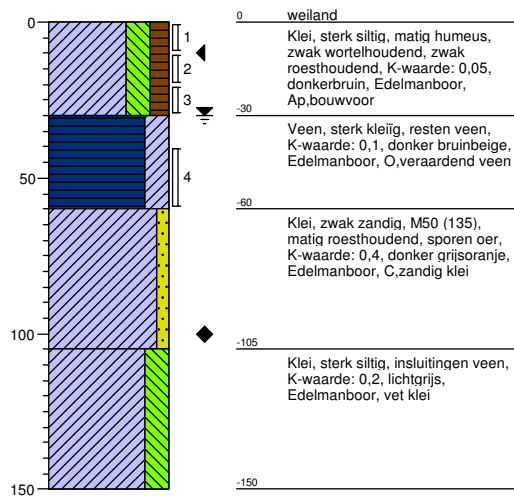 0
0 weiland
1
Klei, sterk siltig, matig humeus,
zwak wortelhoudend, zwak
2
roesthoudend, K-waarde: 0,05,
donkerbruin, Edelmanboor,
3
Ap,bouwvoor
-30
Veen, sterk kleiïg, resten veen,
K-waarde: 0,1, donker bruinbeige,
Edelmanboor, O,veraardend veen
50
4
-60
Klei, zwak zandig, M50 (135),
matig roesthoudend, sporen oer,
K-waarde: 0,4, donker grijsoranje,
Edelmanboor, C,zandig klei
100
-105
Klei, sterk siltig, insluitingen veen,
K-waarde: 0,2, lichtgrijs,
Edelmanboor, vet klei
150
-150